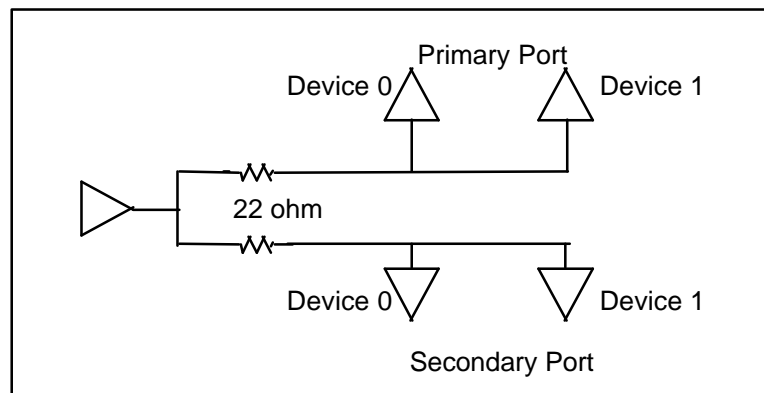 Primary Port
Device 0
Device 1
22 ohm
Device 0
Device 1
Secondary Port